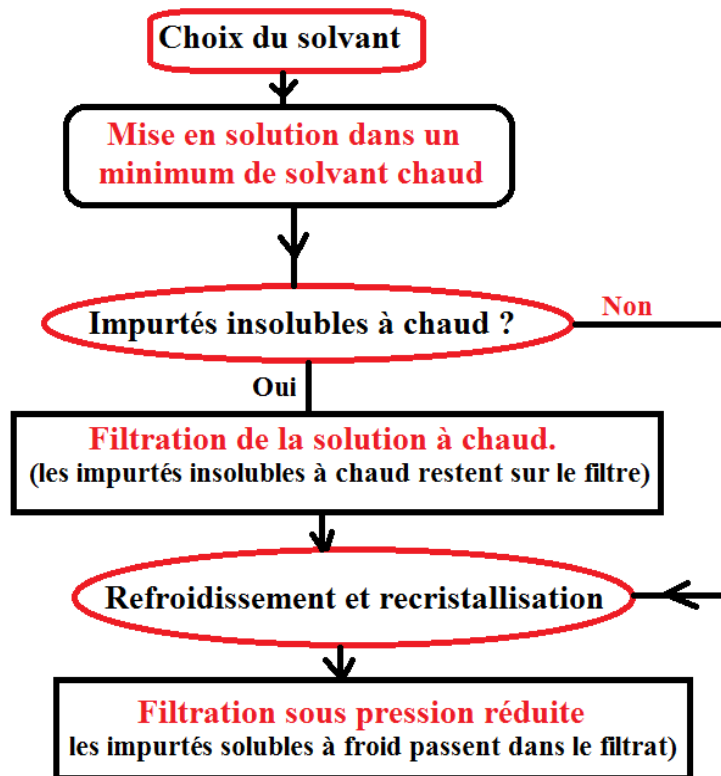 Choix du solvant
Mise en solution dans un
minimum de solvant chaud
Impurtés insolubles à chaud ?
Non
Oui
Filtration de la solution à chaud.
(les impurtés insolubles à chaud restent sur le filtre)
Refroidissement et recristallisation
Filtration sous pression réduite
les impurtés solubles à froid passent dans le filtrat)